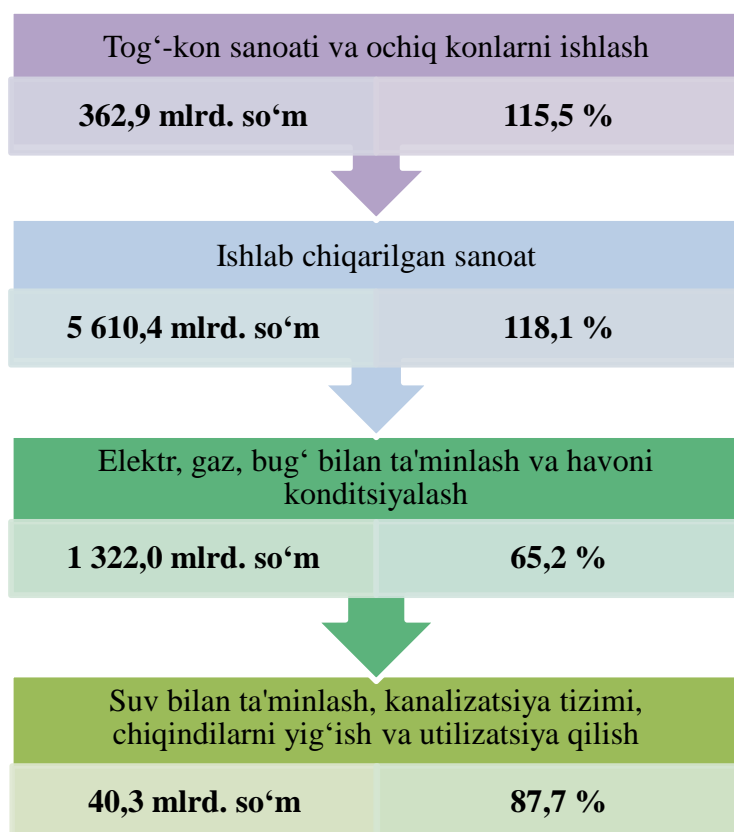 Tog‘-kon sanoati va ochiq konlarni ishlash
362,9 mlrd. so‘m 115,5 %
Ishlab chiqarilgan sanoat
5 610,4 mlrd. so‘m 118,1 %
Elektr, gaz, bug‘ bilan ta'minlash va havoni
konditsiyalash
1 322,0 mlrd. so‘m 65,2 %
Suv bilan ta'minlash, kanalizatsiya tizimi,
chiqindilarni yig‘ish va utilizatsiya qilish
40,3 mlrd. so‘m 87,7 %